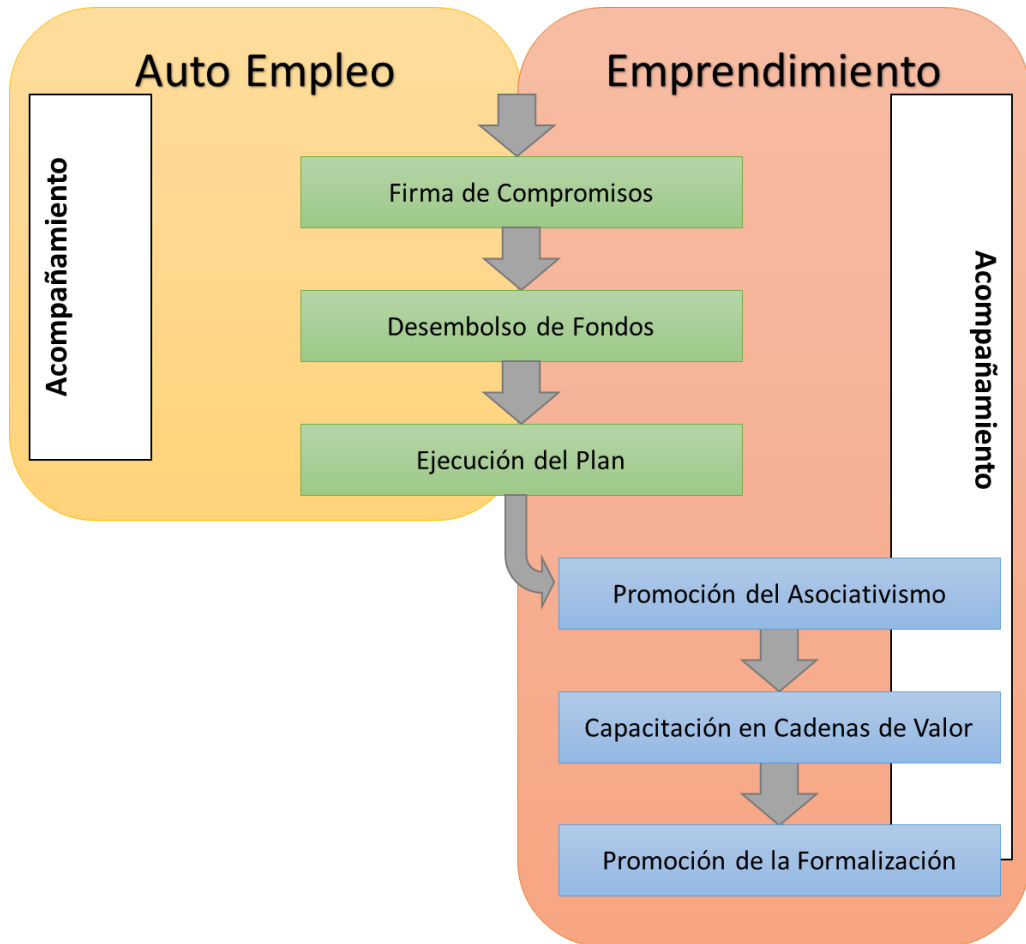 Auto Empleo
Emprendimiento
Acompañamiento
Firma de Compromisos
Desembolso de Fondos
Ejecución del Plan
Acompañamiento
Promoción del Asociativismo
Capacitación en Cadenas de Valor
Promoción de la Formalización